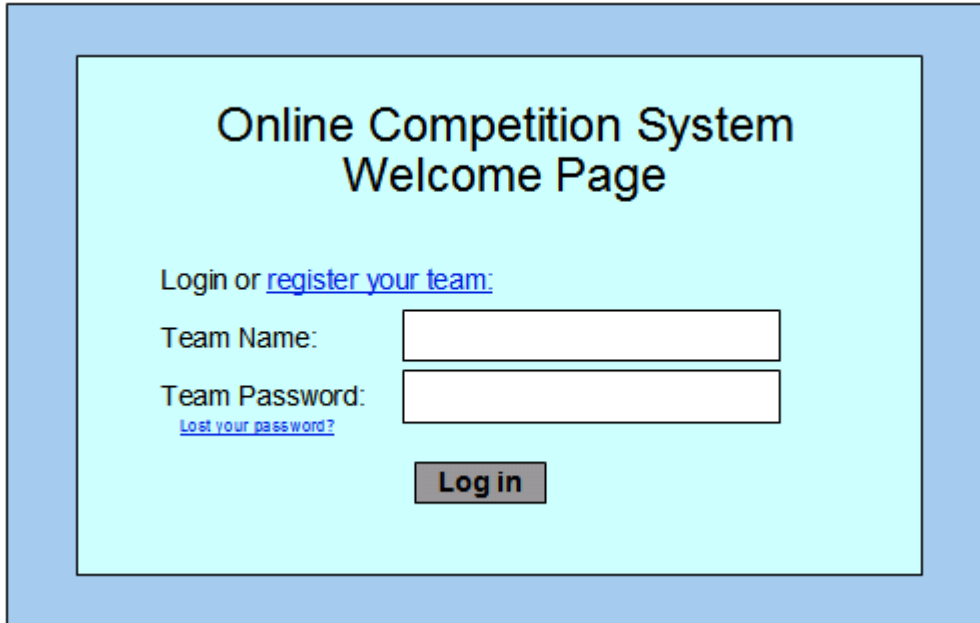 Online Competition System
Welcome Page
Login or register your team:
Team Name:
Team Password:
Lost your password?
Log in